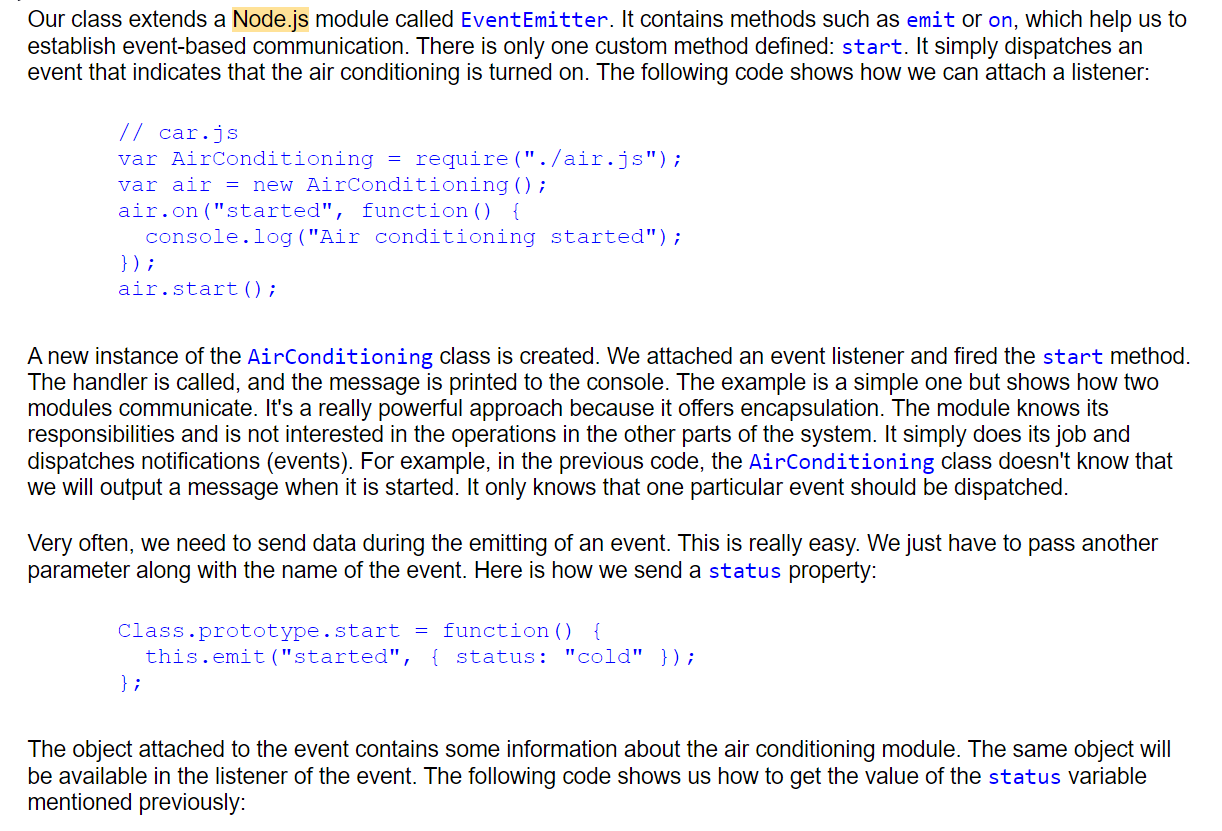 Our class extends a Node.js module called EventEmitter. It contains methods such as emit or on, which help us to
establish event-based communication. There is only one custom method defined: start. It simply dispatches an
event that indicates that the air conditioning is turned on. The following code shows how we can attach a listener:
// car.js
var AirConditioning = require("./air.js");
var air = new AirConditioning();
air.on("started", function() {
  console.log("Air conditioning started");
});
air.start();
A new instance of the AirConditioning class is created. We attached an event listener and fired the start method.
The handler is called, and the message is printed to the console. The example is a simple one but shows how two
modules communicate. It's a really powerful approach because it offers encapsulation. The module knows its
responsibilities and is not interested in the operations in the other parts of the system. It simply does its job and
dispatches notifications (events). For example, in the previous code, the AirConditioning class doesn't know that
we will output a message when it is started. It only knows that one particular event should be dispatched.
Very often, we need to send data during the emitting of an event. This is really easy. We just have to pass another
parameter along with the name of the event. Here is how we send a status property:
Class.prototype.start = function() {
  this.emit("started", { status: "cold" });
};
The object attached to the event contains some information about the air conditioning module. The same object will
be available in the listener of the event. The following code shows us how to get the value of the status variable
mentioned previously: